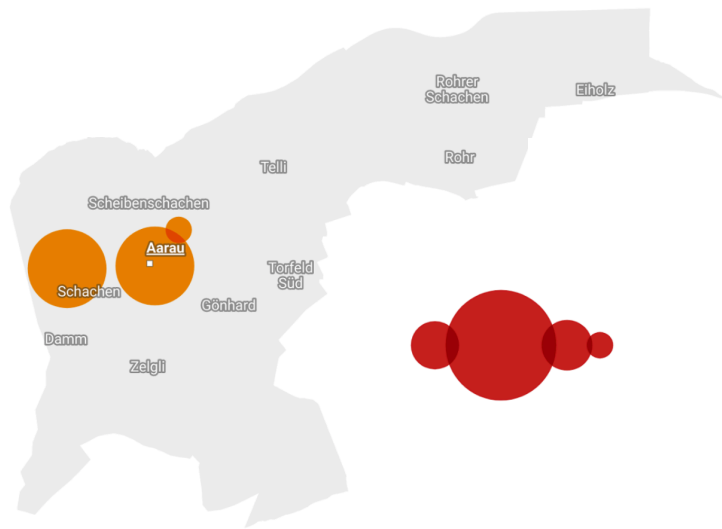 Rohrer
Schachen
Eiholz
Rohr
Telli
Scheibenschachen
Aarau
Torfeld
Süd
Schachen
Gönhard
Damm
Zelgli